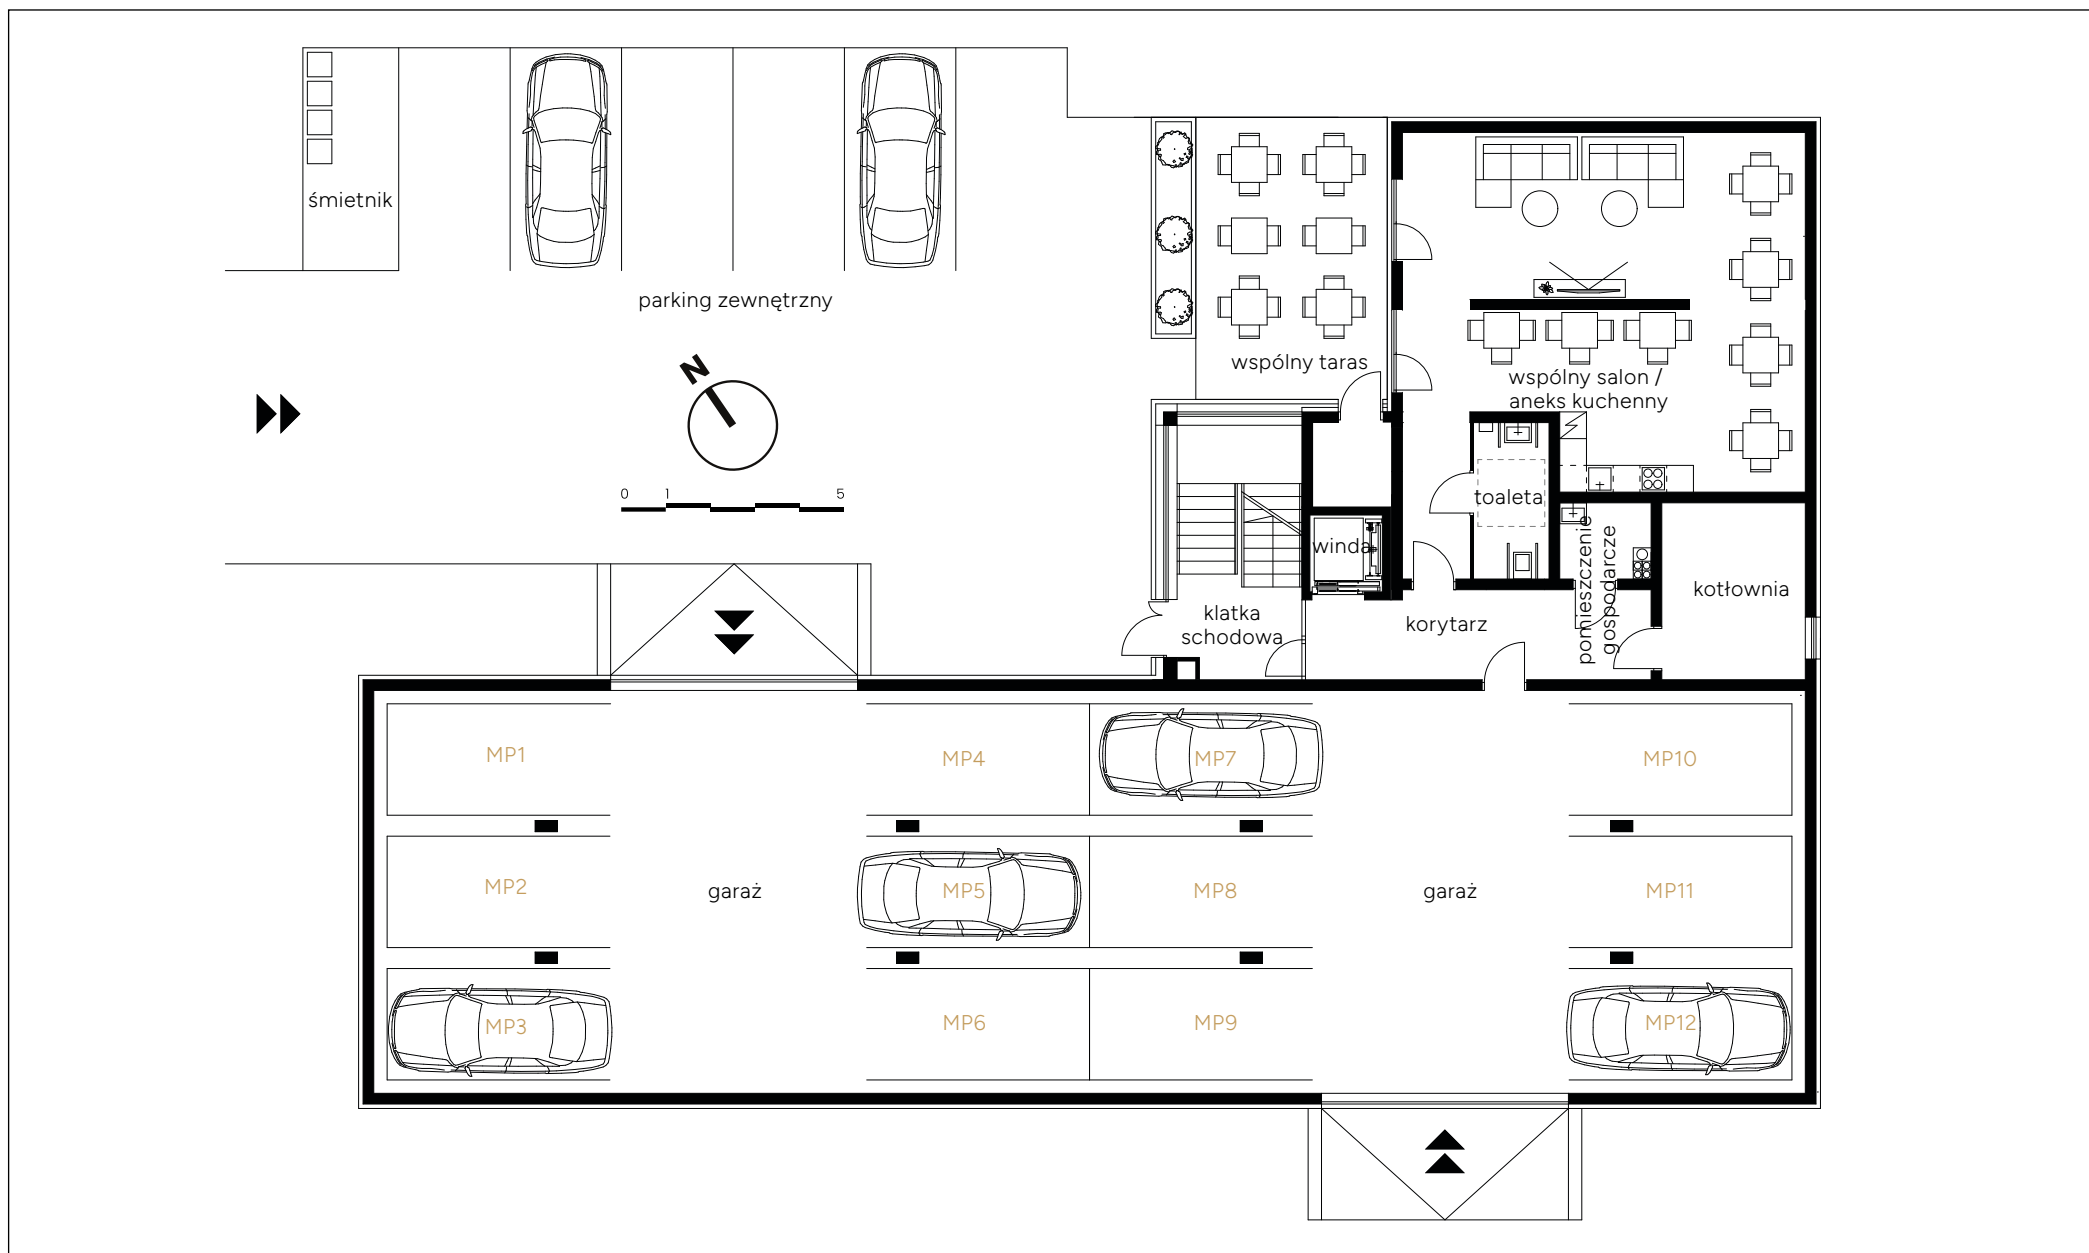 śmietnik
parking zewnętrzny
N
0 1 5
wspólny taras
wspólny salon /
aneks kuchenny
toaleta
winda
pomieszczenie
gospodarcze
kotłownia
klatka
schodowa
korytarz
MP1
MP4
MP7
MP10
MP2
garaż
MP5
MP8
garaż
MP11
MP3
MP6
MP9
MP12